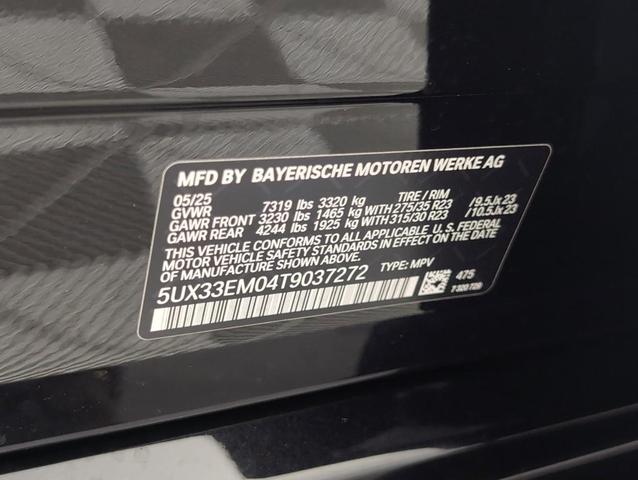 MFD BY BAYERISCHE MOTOREN WERKE AG
05/25
GVWR 7319 lbs 3320 kg TIRE / RIM
GAWR FRONT 3230 lbs 1465 kg WITH 275/35 R23 /9.5Jx23
GAWR REAR 4244 lbs 1925 kg WITH 315/30 R23 /10.5Jx23
THIS VEHICLE CONFORMS TO ALL APPLICABLE U.S. FEDERAL
MOTOR VEHICLE SAFETY STANDARDS IN EFFECT ON THE DATE
OF MANUFACTURE SHOWN ABOVE.
5UX33EM04T9037272 TYPE: MPV
475
7 320 729